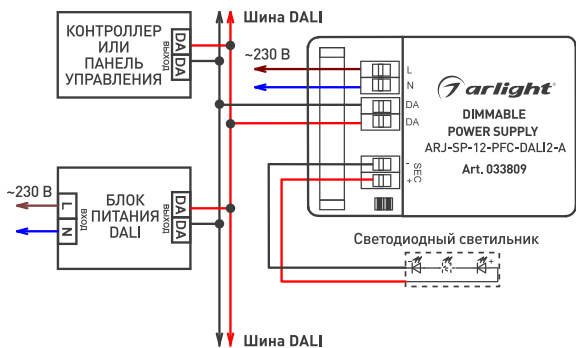 Шина DALI
КОНТРОЛЛЕР
ИЛИ
ПАНЕЛЬ
УПРАВЛЕНИЯ
ВЫХОД
DA
DA
~230 В
L
N
DA
DA
- SEC
+
arlight®
DIMMABLE
POWER SUPPLY
ARJ-SP-12-PFC-DALI2-A
Art. 033809
~230 В
L
N
ВХОД
БЛОК
ПИТАНИЯ
DALI
ВЫХОД
DA
DA
Светодиодный светильник
- +
Шина DALI